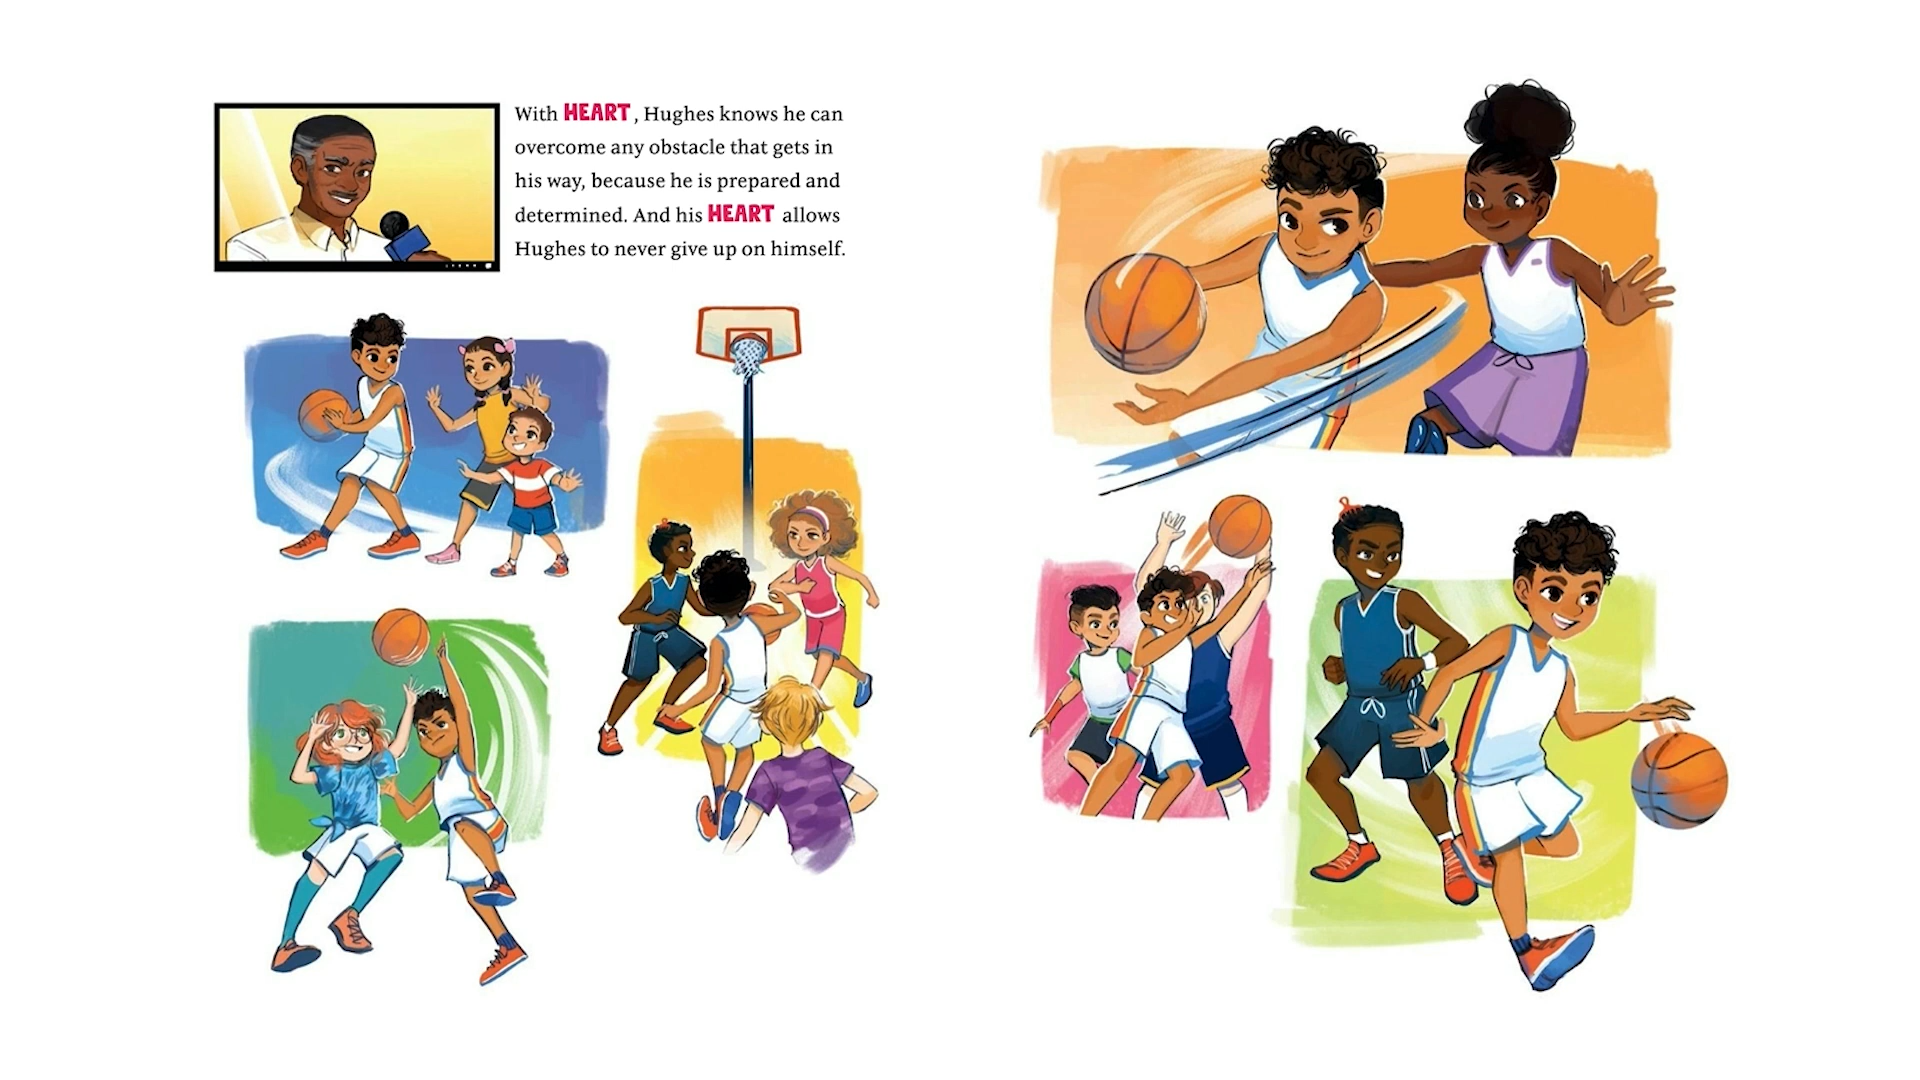 With HEART, Hughes knows he can
overcome any obstacle that gets in
his way, because he is prepared and
determined. And his HEART allows
Hughes to never give up on himself.